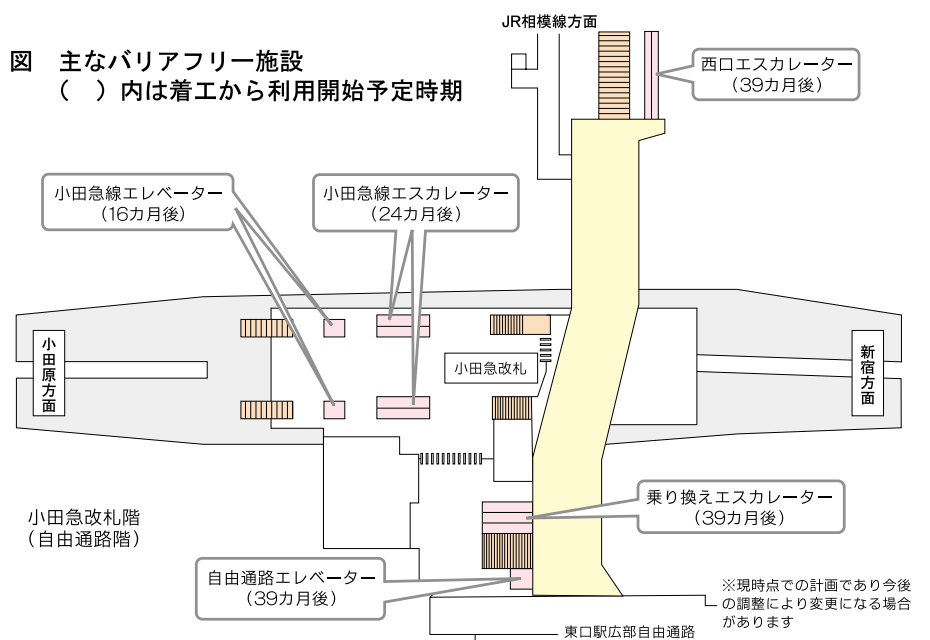 図 主なバリアフリー施設
( )内は着工から利用開始予定時期
JR相模線方面
西口エスカレーター
(39カ月後)
小田急線エレベーター
(16カ月後)
小田急線エスカレーター
(24カ月後)
小田原方面
小田急改札
新宿方面
小田急改札階
(自由通路階)
乗り換えエスカレーター
(39カ月後)
自由通路エレベーター
(39カ月後)
※現時点での計画であり今後
の調整により変更になる場合
があります
東口駅広部自由通路